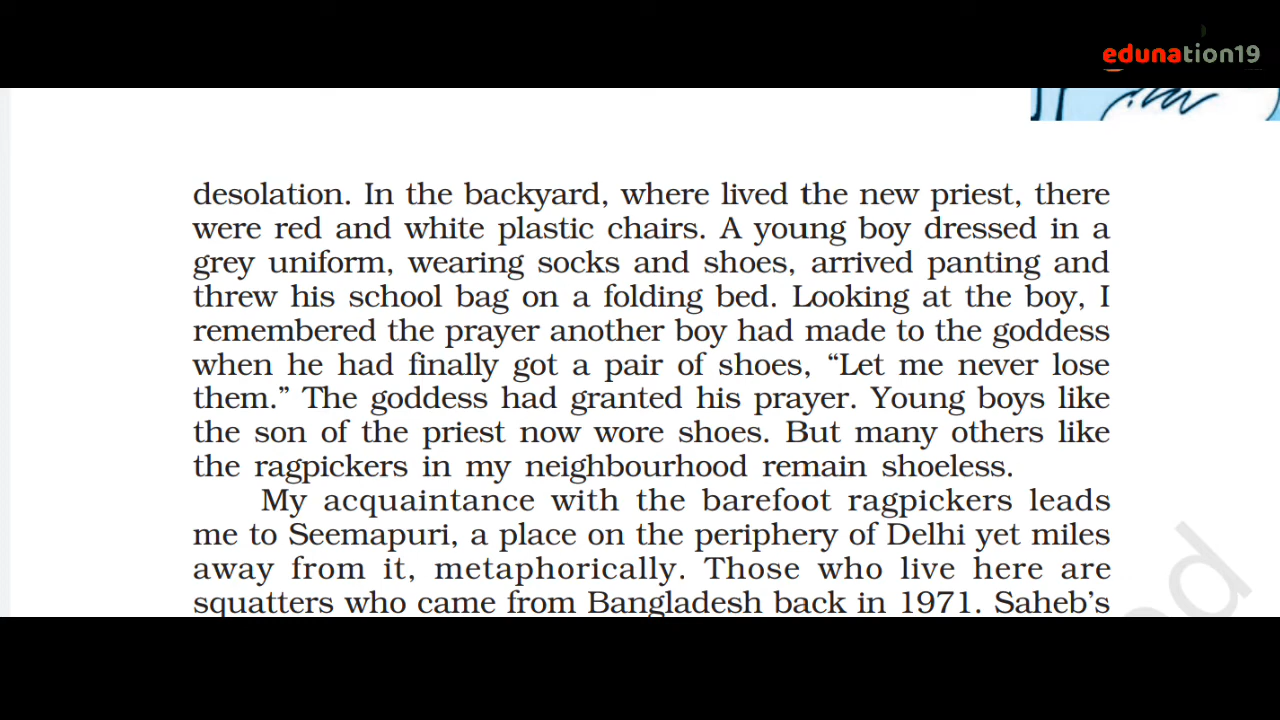 edunation19
desolation. In the backyard, where lived the new priest, there
were red and white plastic chairs. A young boy dressed in a
grey uniform, wearing socks and shoes, arrived panting and
threw his school bag on a folding bed. Looking at the boy, I
remembered the prayer another boy had made to the goddess
when he had finally got a pair of shoes, “Let me never lose
them.” The goddess had granted his prayer. Young boys like
the son of the priest now wore shoes. But many others like
the ragpickers in my neighbourhood remain shoeless.
My acquaintance with the barefoot ragpickers leads
me to Seemapuri, a place on the periphery of Delhi yet miles
away from it, metaphorically. Those who live here are
squatters who came from Bangladesh back in 1971. Saheb’s